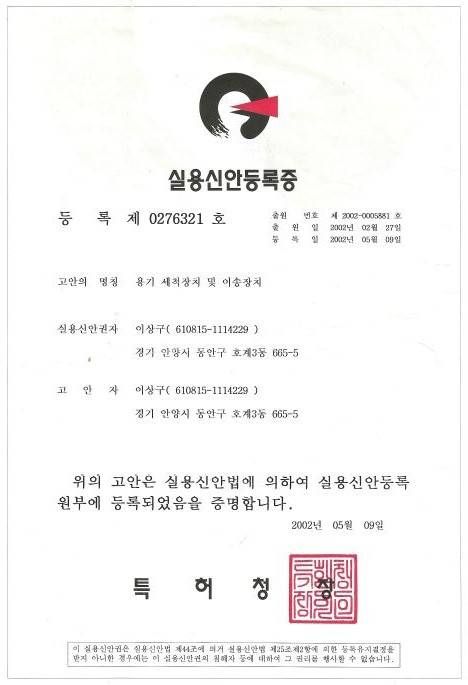 실용신안등록증
등 록 제 0276321 호
출원 번호 제 2002-0005881 호
출 원 일 2002년 02월 27일
등 록 일 2002년 05월 09일
고안의 명칭 용기 세척장치 및 이송장치
실용신안권자 이상구( 610815-1114229 )
경기 안양시 동안구 호계3동 665-5
고 안 자 이상구( 610815-1114229 )
경기 안양시 동안구 호계3동 665-5
위의 고안은 실용신안법에 의하여 실용신안등록
원부에 등록되었음을 증명합니다.
2002년 05월 09일
특 허 청 장
이 실용신안권은 실용신안법 제44조에 의거 실용신안법 제25조제2항에 의한 등록유지결정을
받지 아니한 경우에는 이 실용신안권의 침해자 등에 대하여 그 권리를 행사할 수 없습니다.